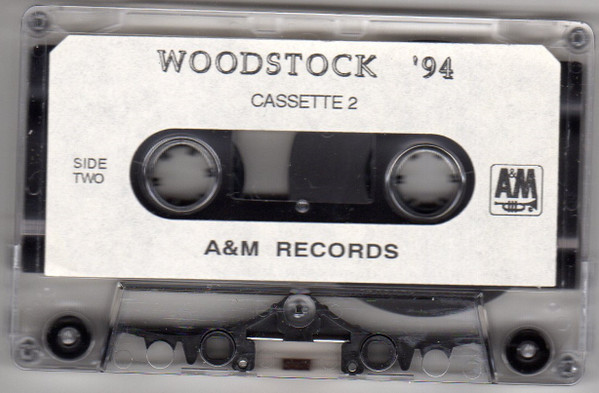 WOODSTOCK '94
CASSETTE 2
SIDE
TWO
A&M
A&M RECORDS